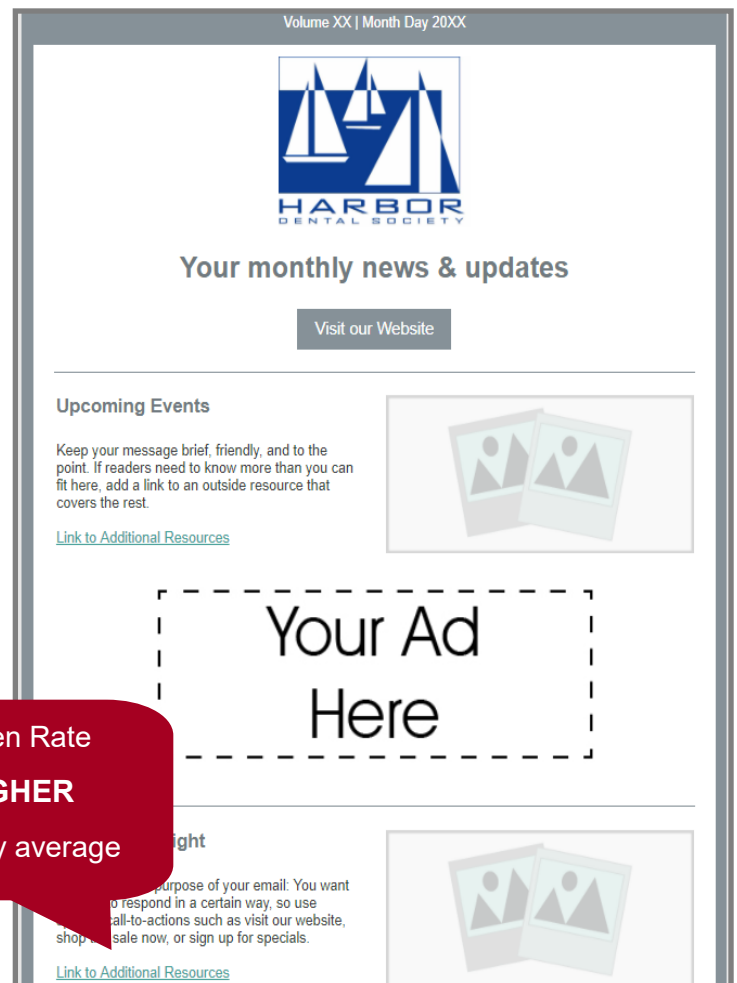 Volume XX | Month Day 20XX
HARBOR
DENTAL SOCIETY
Your monthly news & updates
Visit our Website
Upcoming Events
Keep your message brief, friendly, and to the
point. If readers need to know more than you can
fit here, add a link to an outside resource that
covers the rest.
Link to Additional Resources
Your Ad
Here
en Rate
GHER
y average
ight
purpose of your email: You want
o respond in a certain way, so use
call-to-actions such as visit our website,
shop sale now, or sign up for specials.
Link to Additional Resources